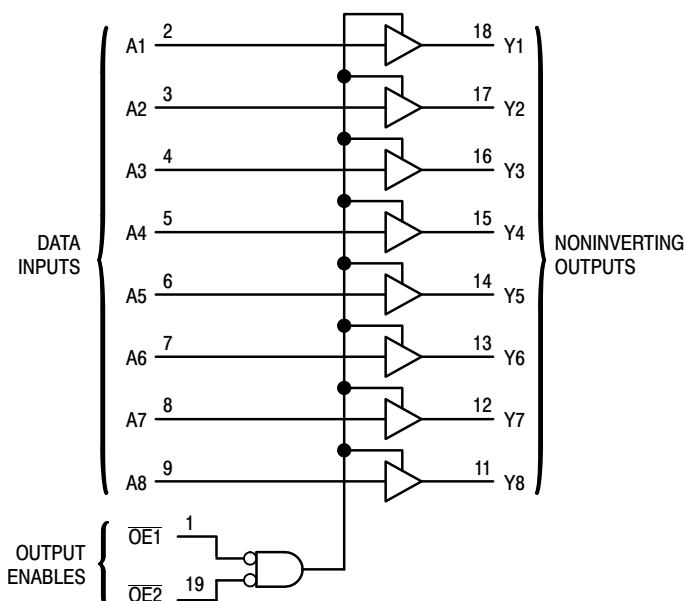 A1 2 18 Y1
A2 3 17 Y2
A3 4 16 Y3
A4 5 15 Y4
DATA
INPUTS
NONINVERTING
OUTPUTS
A5 6 14 Y5
A6 7 13 Y6
A7 8 12 Y7
A8 9 11 Y8
OUTPUT
ENABLES
O̅E̅1̅ 1
O̅E̅2̅ 19